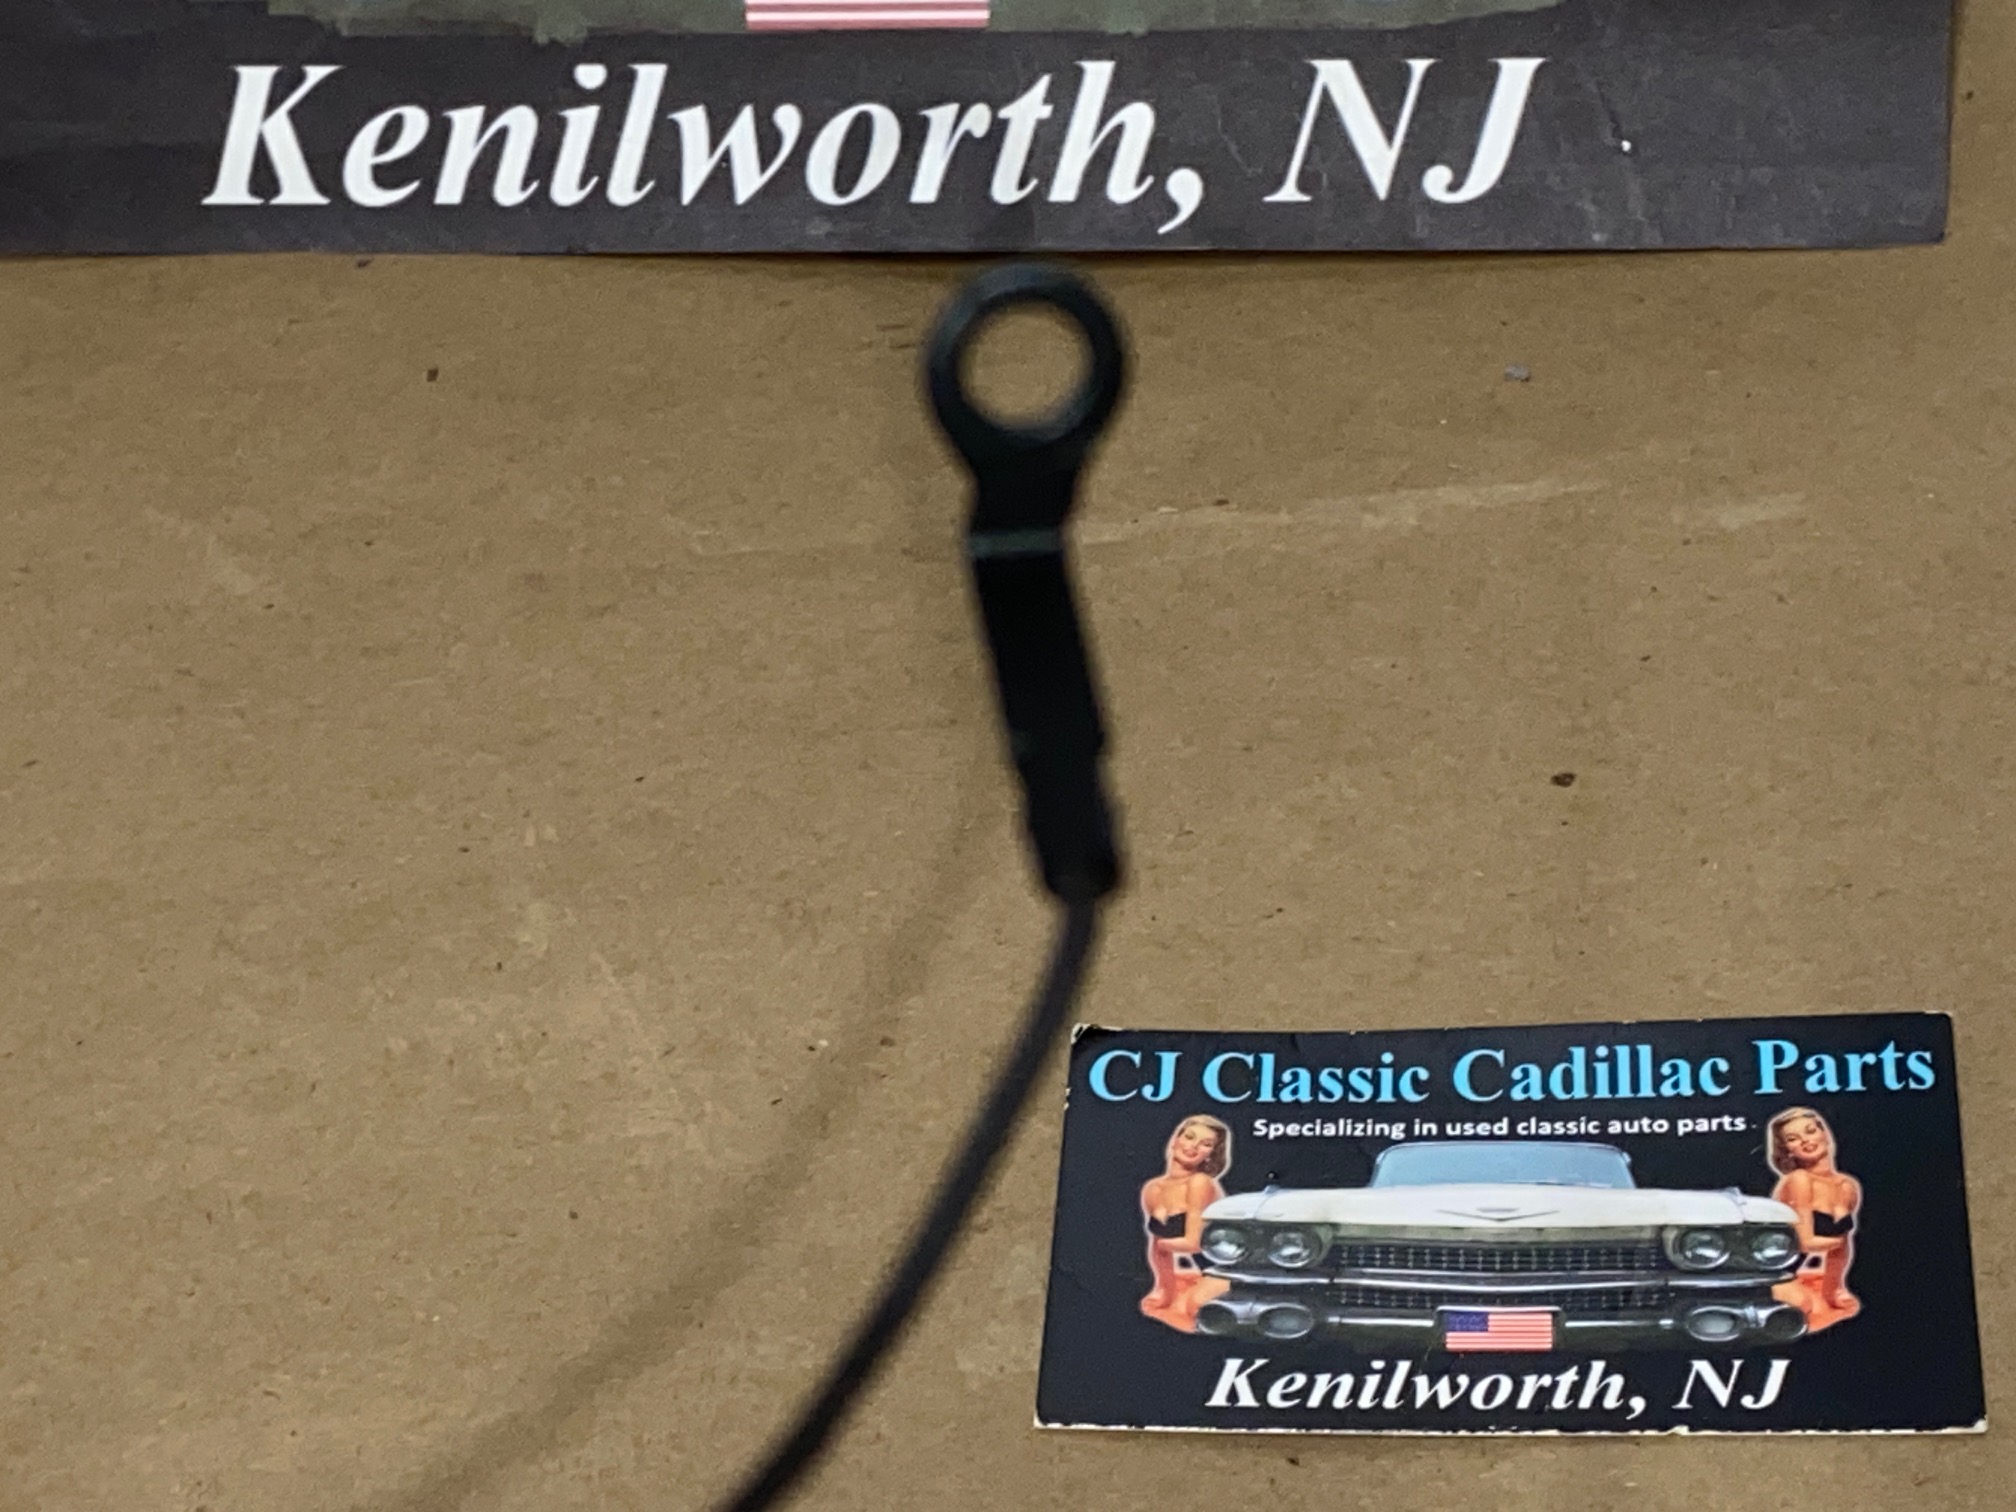 Kenilworth, NJ
CJ Classic Cadillac Parts
Specializing in used classic auto parts
Kenilworth, NJ